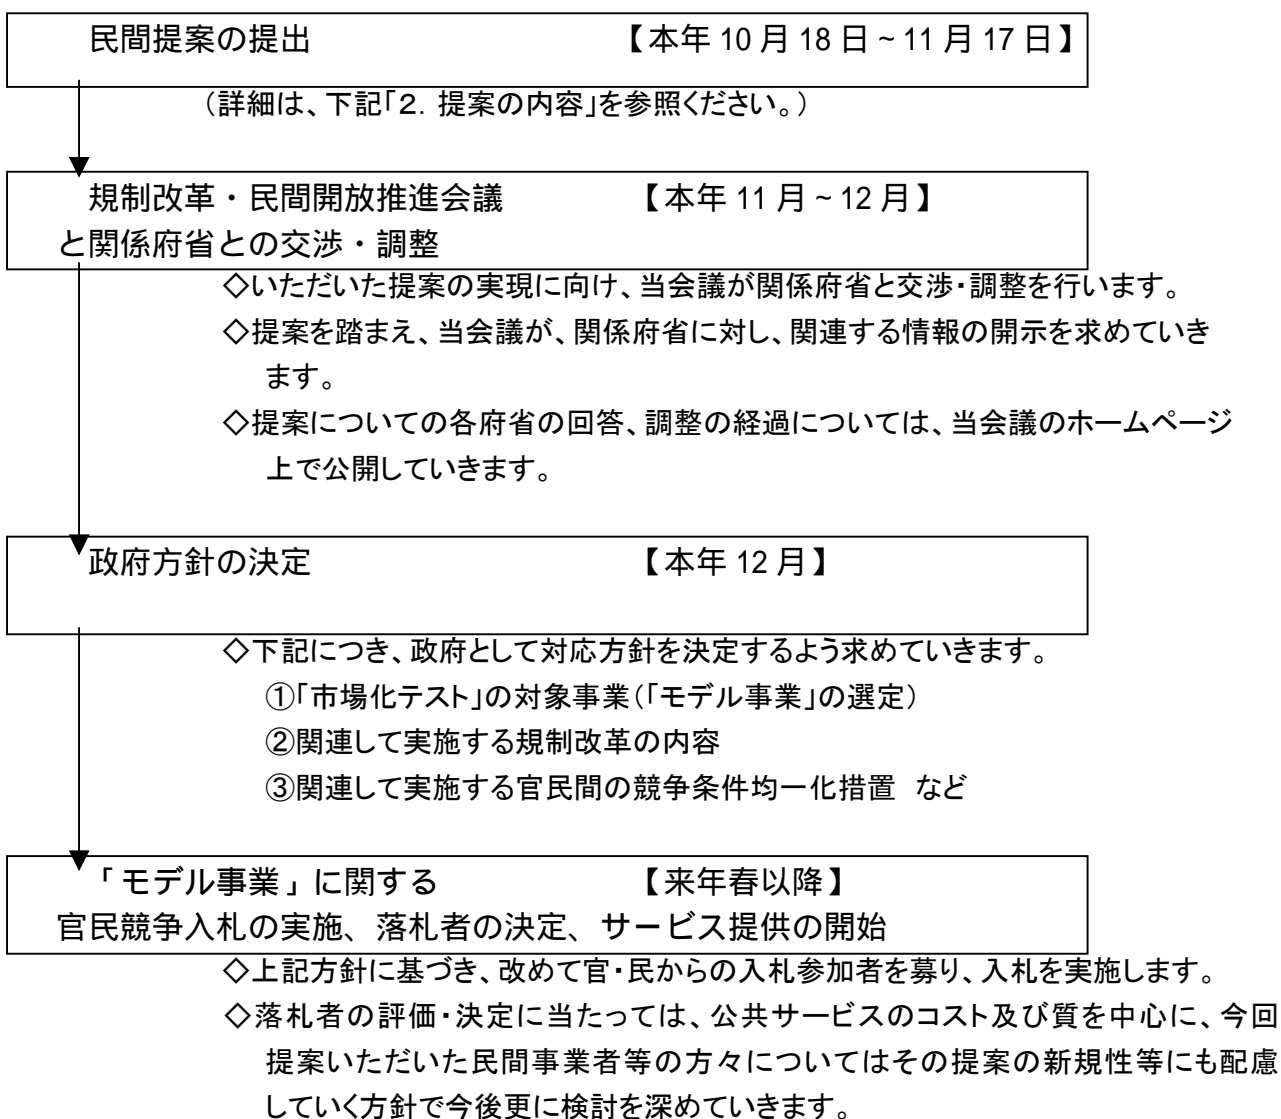 民間提案の提出 【本年 10 月 18 日~11 月 17 日】
(詳細は、下記「2．提案の内容」を参照ください。)
規制改革・民間開放推進会議 【本年 11 月~12 月】
と関係府省との交渉・調整
◇いただいた提案の実現に向け、当会議が関係府省と交渉・調整を行います。
◇提案を踏まえ、当会議が、関係府省に対し、関連する情報の開示を求めていき
ます。
◇提案についての各府省の回答、調整の経過については、当会議のホームページ
上で公開していきます。
政府方針の決定 【本年 12 月】
◇下記につき、政府として対応方針を決定するよう求めていきます。
①「市場化テスト」の対象事業(「モデル事業」の選定)
②関連して実施する規制改革の内容
③関連して実施する官民間の競争条件均一化措置 など
「モデル事業」に関する 【来年春以降】
官民競争入札の実施、落札者の決定、サービス提供の開始
◇上記方針に基づき、改めて官・民からの入札参加者を募り、入札を実施します。
◇落札者の評価・決定に当たっては、公共サービスのコスト及び質を中心に、今回
提案いただいた民間事業者等の方々についてはその提案の新規性等にも配慮
していく方針で今後更に検討を深めていきます。